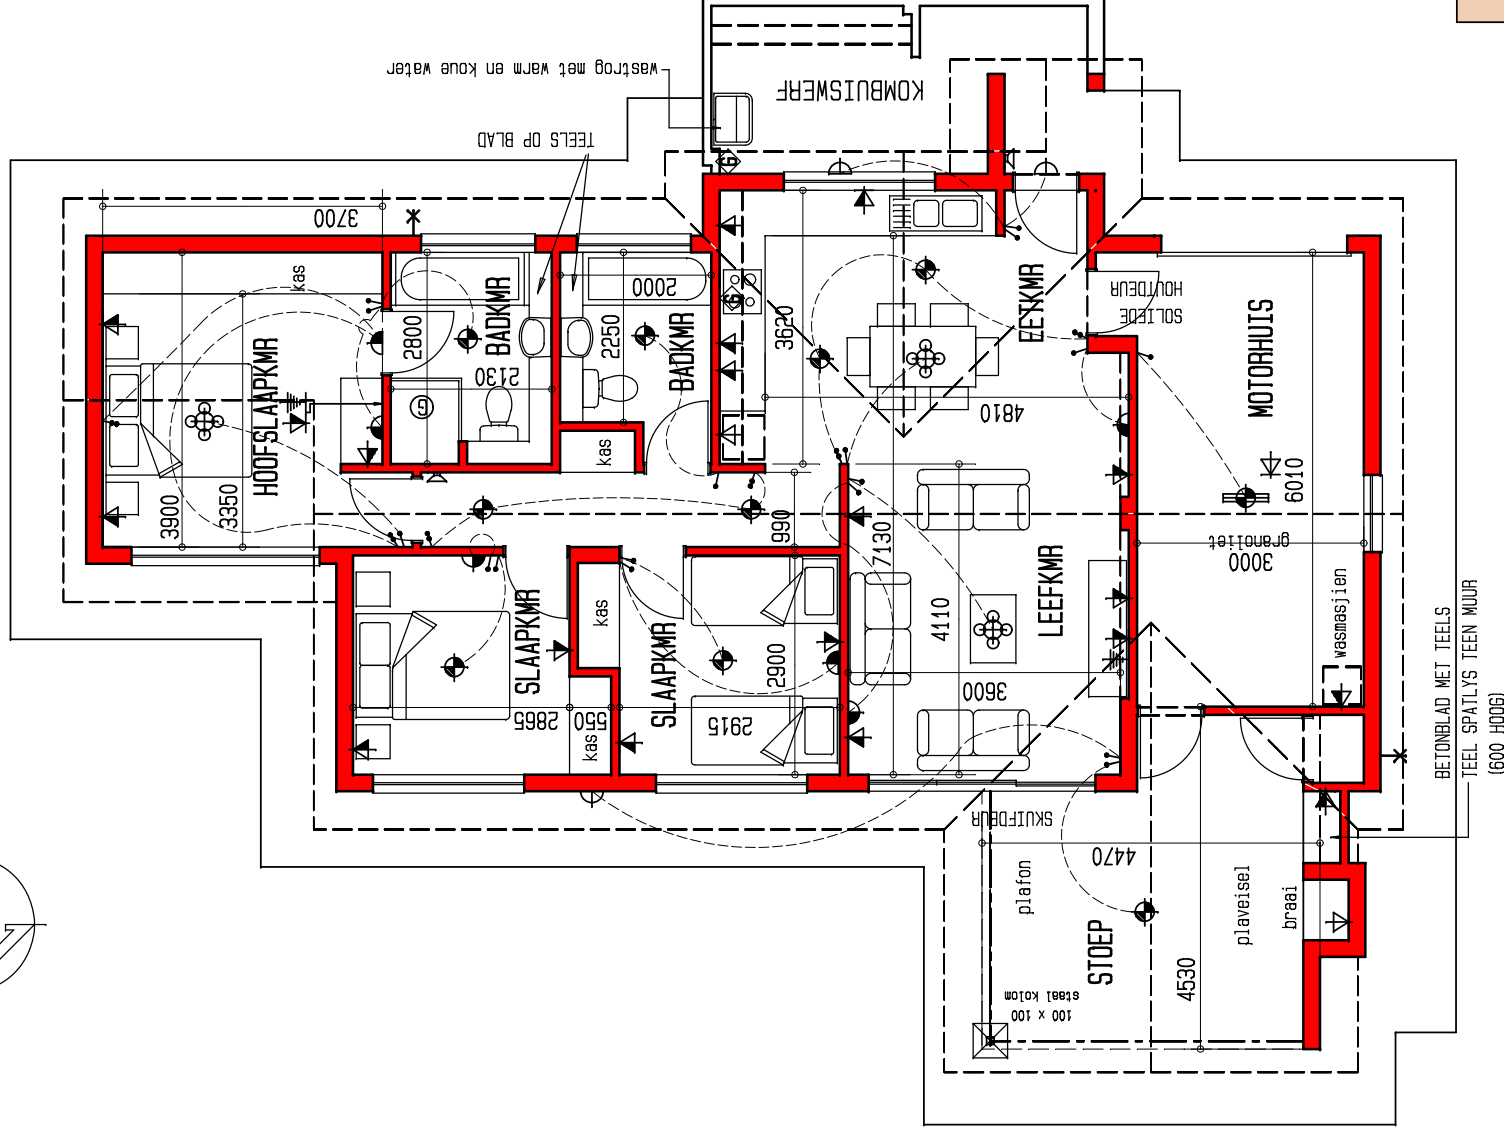 wastrog met warm en koue water
KOMBUISWERF
TEELS OP BLAD
3700
kas
HOOFSLAAPKMR
3900
3350
2800
BADKMR
2130
G
2000
2250
BADKMR
kas
G
G
3620
EETKMR
4810
HOUTDEUR
SOLIEDE
MOTORHUIS
6010
granoliet
3000
wasmasjien
990
7130
LEEFKMR
4110
3600
SLAAPKMR
2865
kas
550
kas
SLAAPKMR
2900
2915
SKUIFDEUR
4470
plafon
plaveisel
braai
STOEP
4530
100 x 100
staal kolom
BETONBLAD MET TEELS
TEEL SPATLYS TEEN MUUR
(600 HOOG)